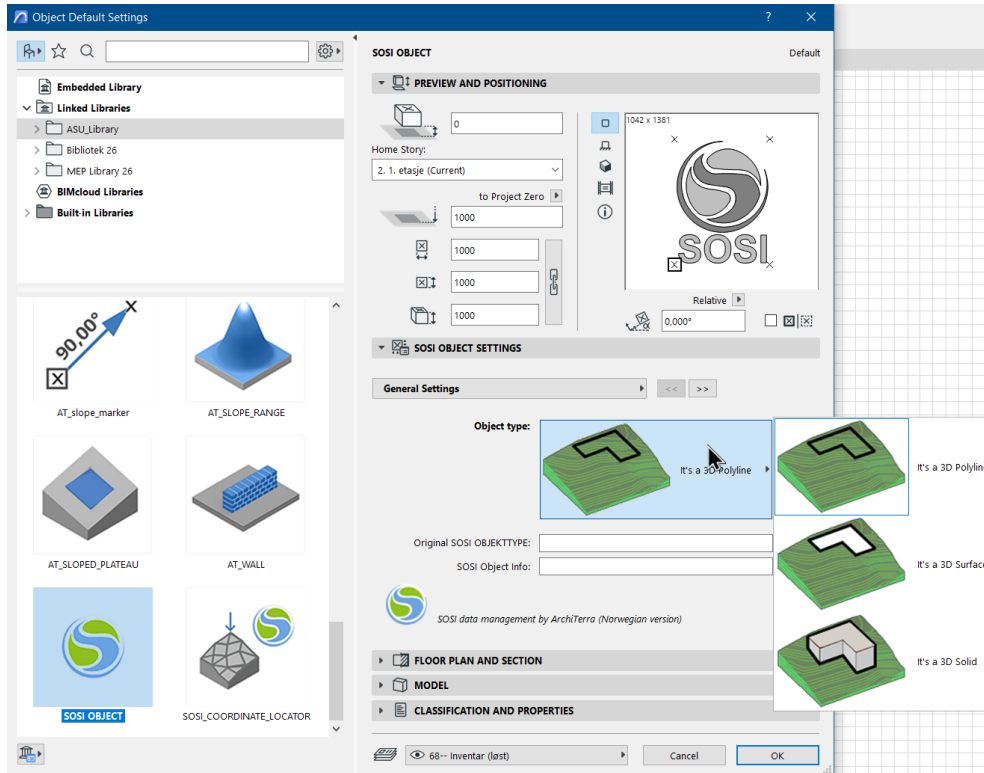 Object Default Settings
?
SOSI OBJECT
Default
Embedded Library
Linked Libraries
ASU_Library
Bibliotek 26
MEP Library 26
BIMcloud Libraries
Built-in Libraries
PREVIEW AND POSITIONING
0
Home Story:
2. 1. etasje (Current)
to Project Zero
1000
1000
1000
1000
1042 x 1381
SOSI
Relative
α
0,000°
90,00°
X
X
AT_slope_marker
AT_SLOPE_RANGE
AT_SLOPED_PLATEAU
AT_WALL
SOSI OBJECT
SOSI_COORDINATE_LOCATOR
SOSI OBJECT SETTINGS
General Settings
<<
>>
Object type:
It's a 3D Polyline
It's a 3D Polyline
It's a 3D Surface
It's a 3D Solid
Original SOSI OBJEKTTYPE:
SOSI Object Info:
SOSI data management by ArchiTerra (Norwegian version)
FLOOR PLAN AND SECTION
MODEL
CLASSIFICATION AND PROPERTIES
68-- Inventar (løst)
Cancel
OK